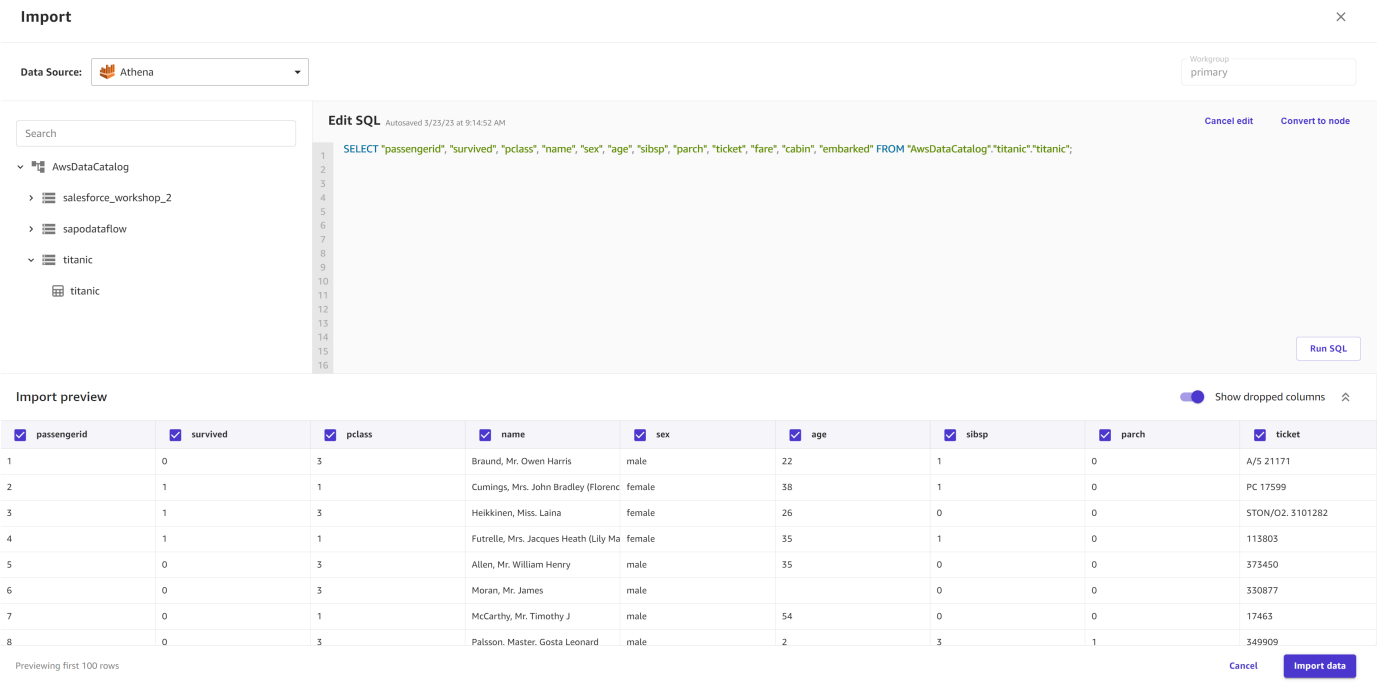 Import
Data Source: Athena
Workgroup
primary
Search
AwsDataCatalog
salesforce_workshop_2
sapodataflow
titanic
titanic
Edit SQL Autosaved 3/23/23 at 9:14:52 AM
Cancel edit Convert to node
1 SELECT "passengerid", "survived", "pclass", "name", "sex", "age", "sibsp", "parch", "ticket", "fare", "cabin", "embarked" FROM "AwsDataCatalog"."titanic"."titanic";
2
3
4
5
6
7
8
9
10
11
12
13
14
15
16
Run SQL
Import preview Show dropped columns
passengerid survived pclass name sex age sibsp parch ticket
1 0 3 Braund, Mr. Owen Harris male 22 1 0 A/5 21171
2 1 1 Cumings, Mrs. John Bradley (Florenc female 38 1 0 PC 17599
3 1 3 Heikkinen, Miss. Laina female 26 0 0 STON/O2. 3101282
4 1 1 Futrelle, Mrs. Jacques Heath (Lily Ma female 35 1 0 113803
5 0 3 Allen, Mr. William Henry male 35 0 0 373450
6 0 3 Moran, Mr. James male 0 0 330877
7 0 1 McCarthy, Mr. Timothy J male 54 0 0 17463
8 0 3 Palsson, Master. Gosta Leonard male 2 3 1 349909
Previewing first 100 rows
Cancel Import data